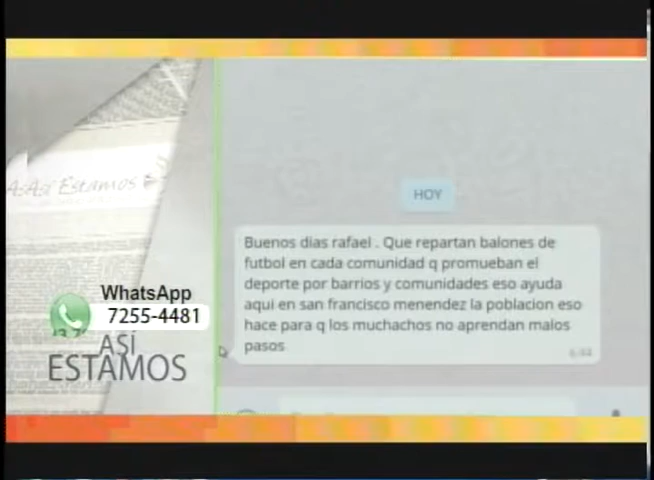 Así Estamos
WhatsApp
7255-4481
ASÍ
ESTAMOS
HOY
Buenos dias rafael . Que repartan balones de
futbol en cada comunidad q promueban el
deporte por barrios y comunidades eso ayuda
aqui en san francisco menendez la poblacion eso
hace para q los muchachos no aprendan malos
pasos